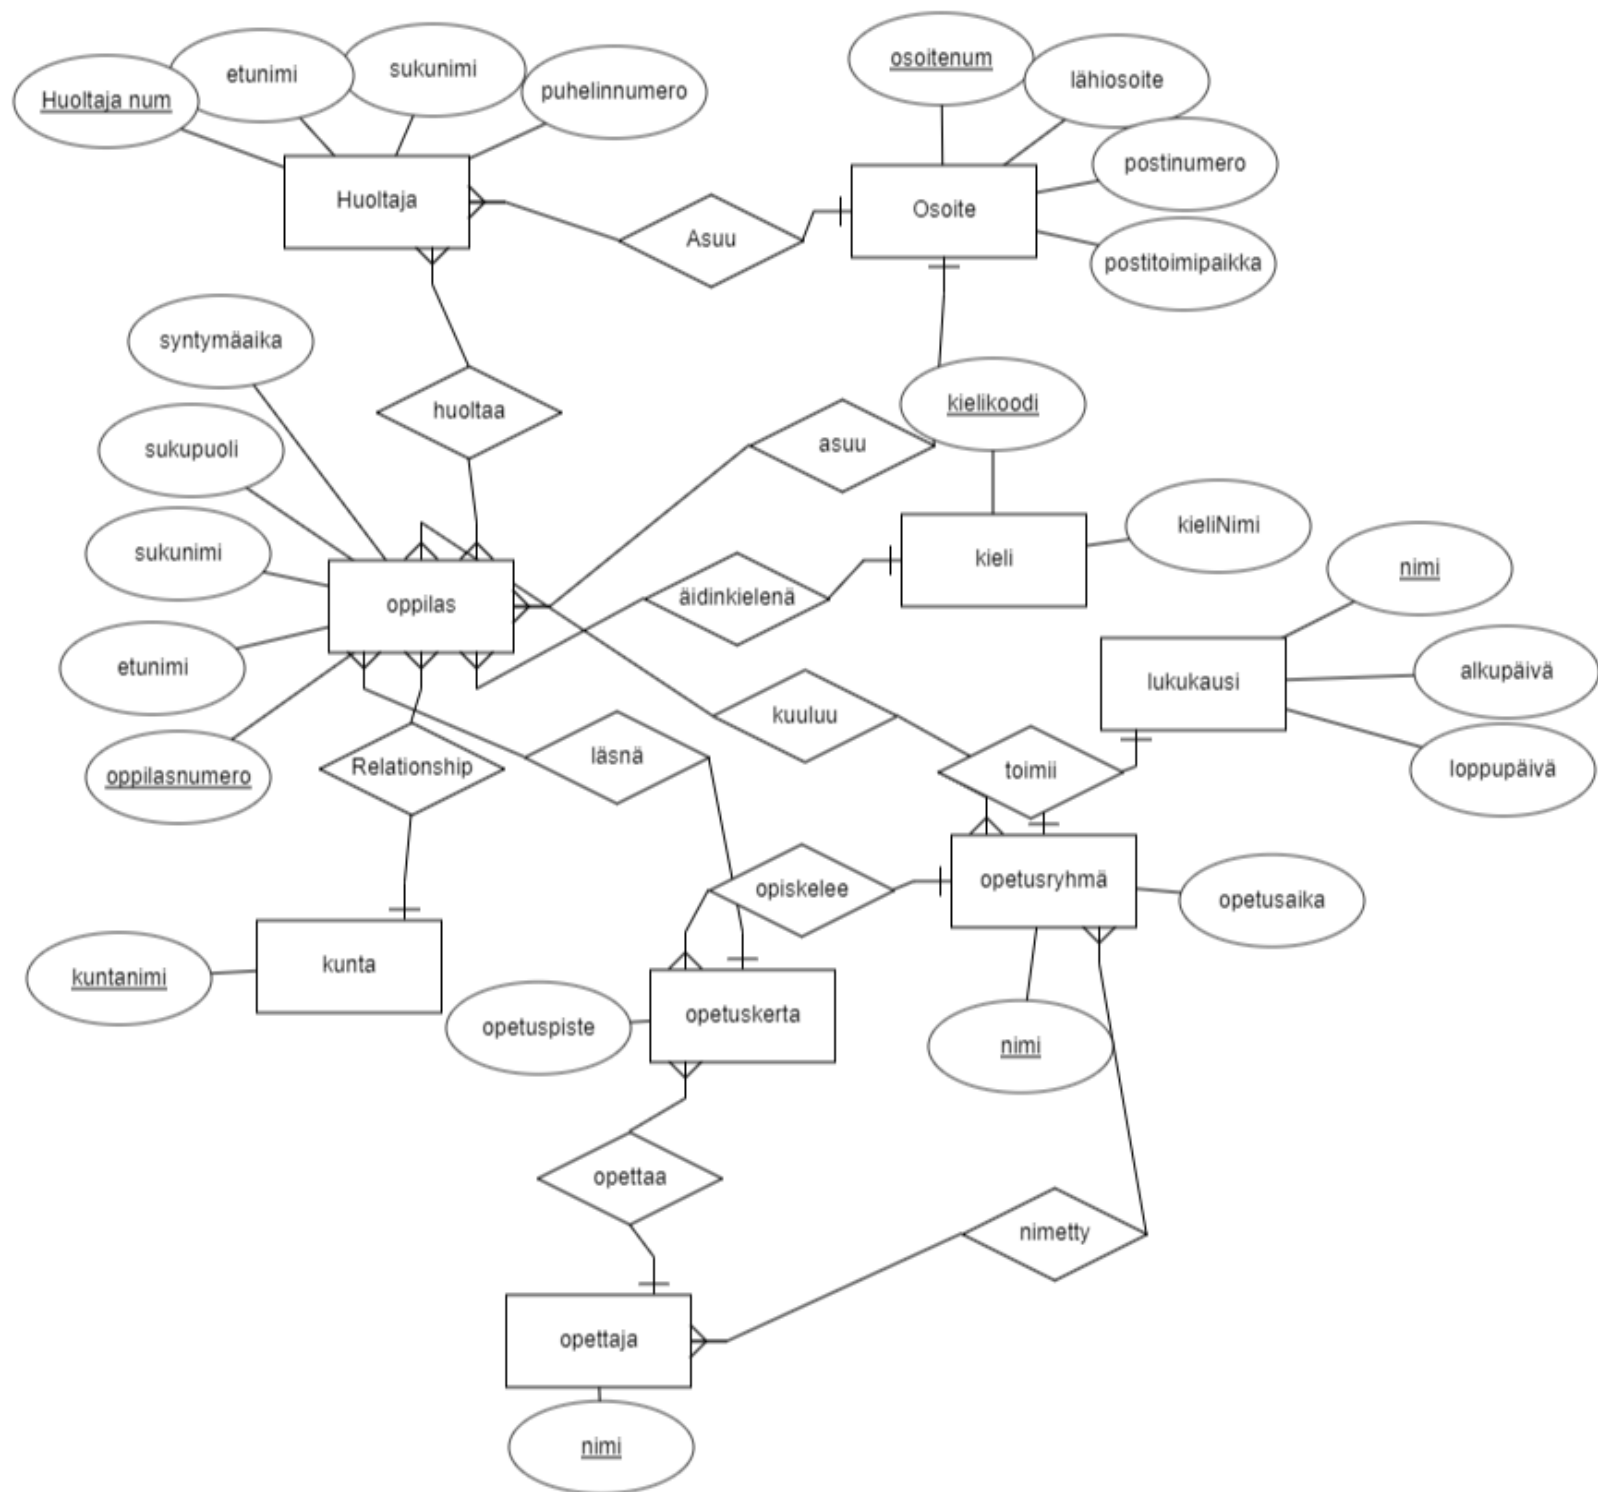 sukunimi
osoitenum
etunimi
lähiosoite
puhelinnumero
Huoltaja num
postinumero
Huoltaja
Osoite
Asuu
postitoimipaikka
syntymäaika
kielikoodi
huoltaa
asuu
sukupuoli
kieliNimi
sukunimi
kieli
nimi
äidinkielenä
oppilas
etunimi
lukukausi
alkupäivä
kuuluu
läsnä
toimii
Relationship
loppupäivä
oppilasnumero
opiskelee
opetusryhmä
opetusaika
kunta
kuntanimi
opetuskerta
opetuspiste
nimi
opettaa
nimetty
opettaja
nimi